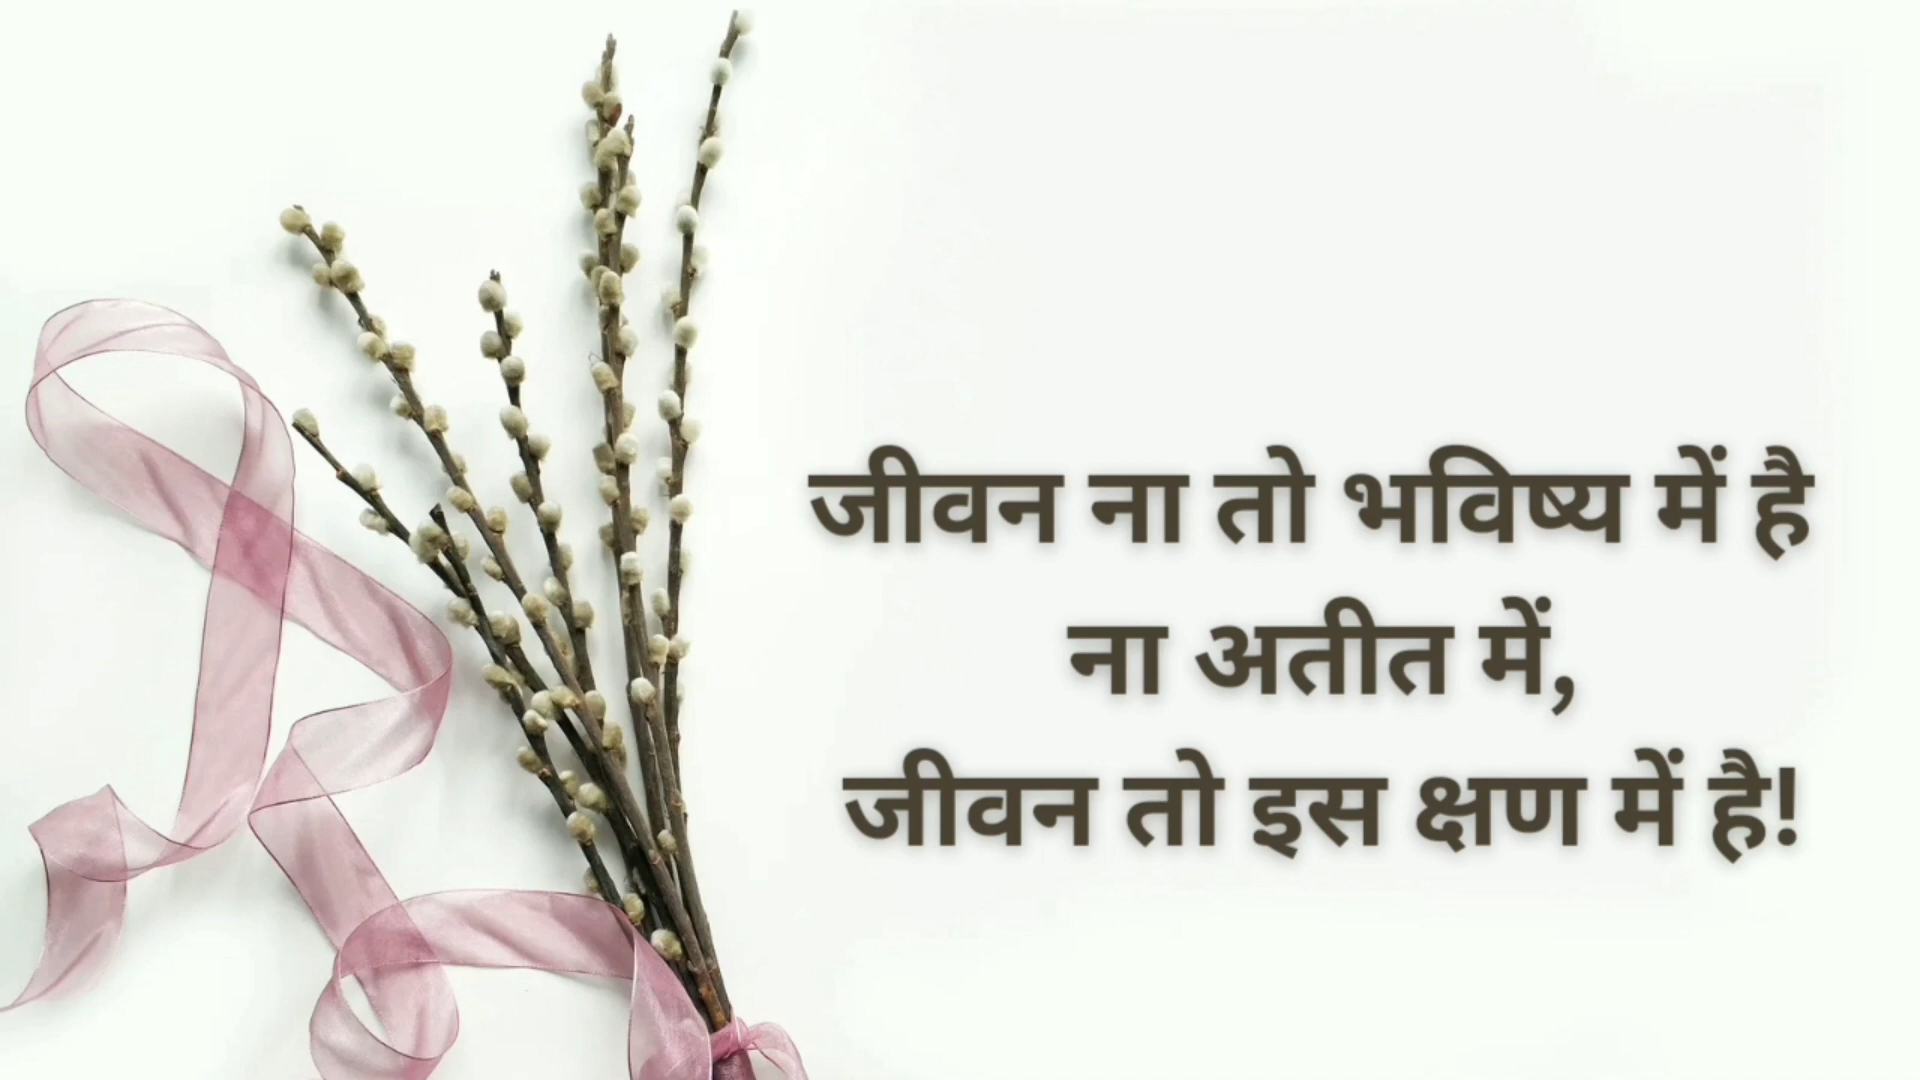 जीवन ना तो भविष्य में है
ना अतीत में,
जीवन तो इस क्षण में है!